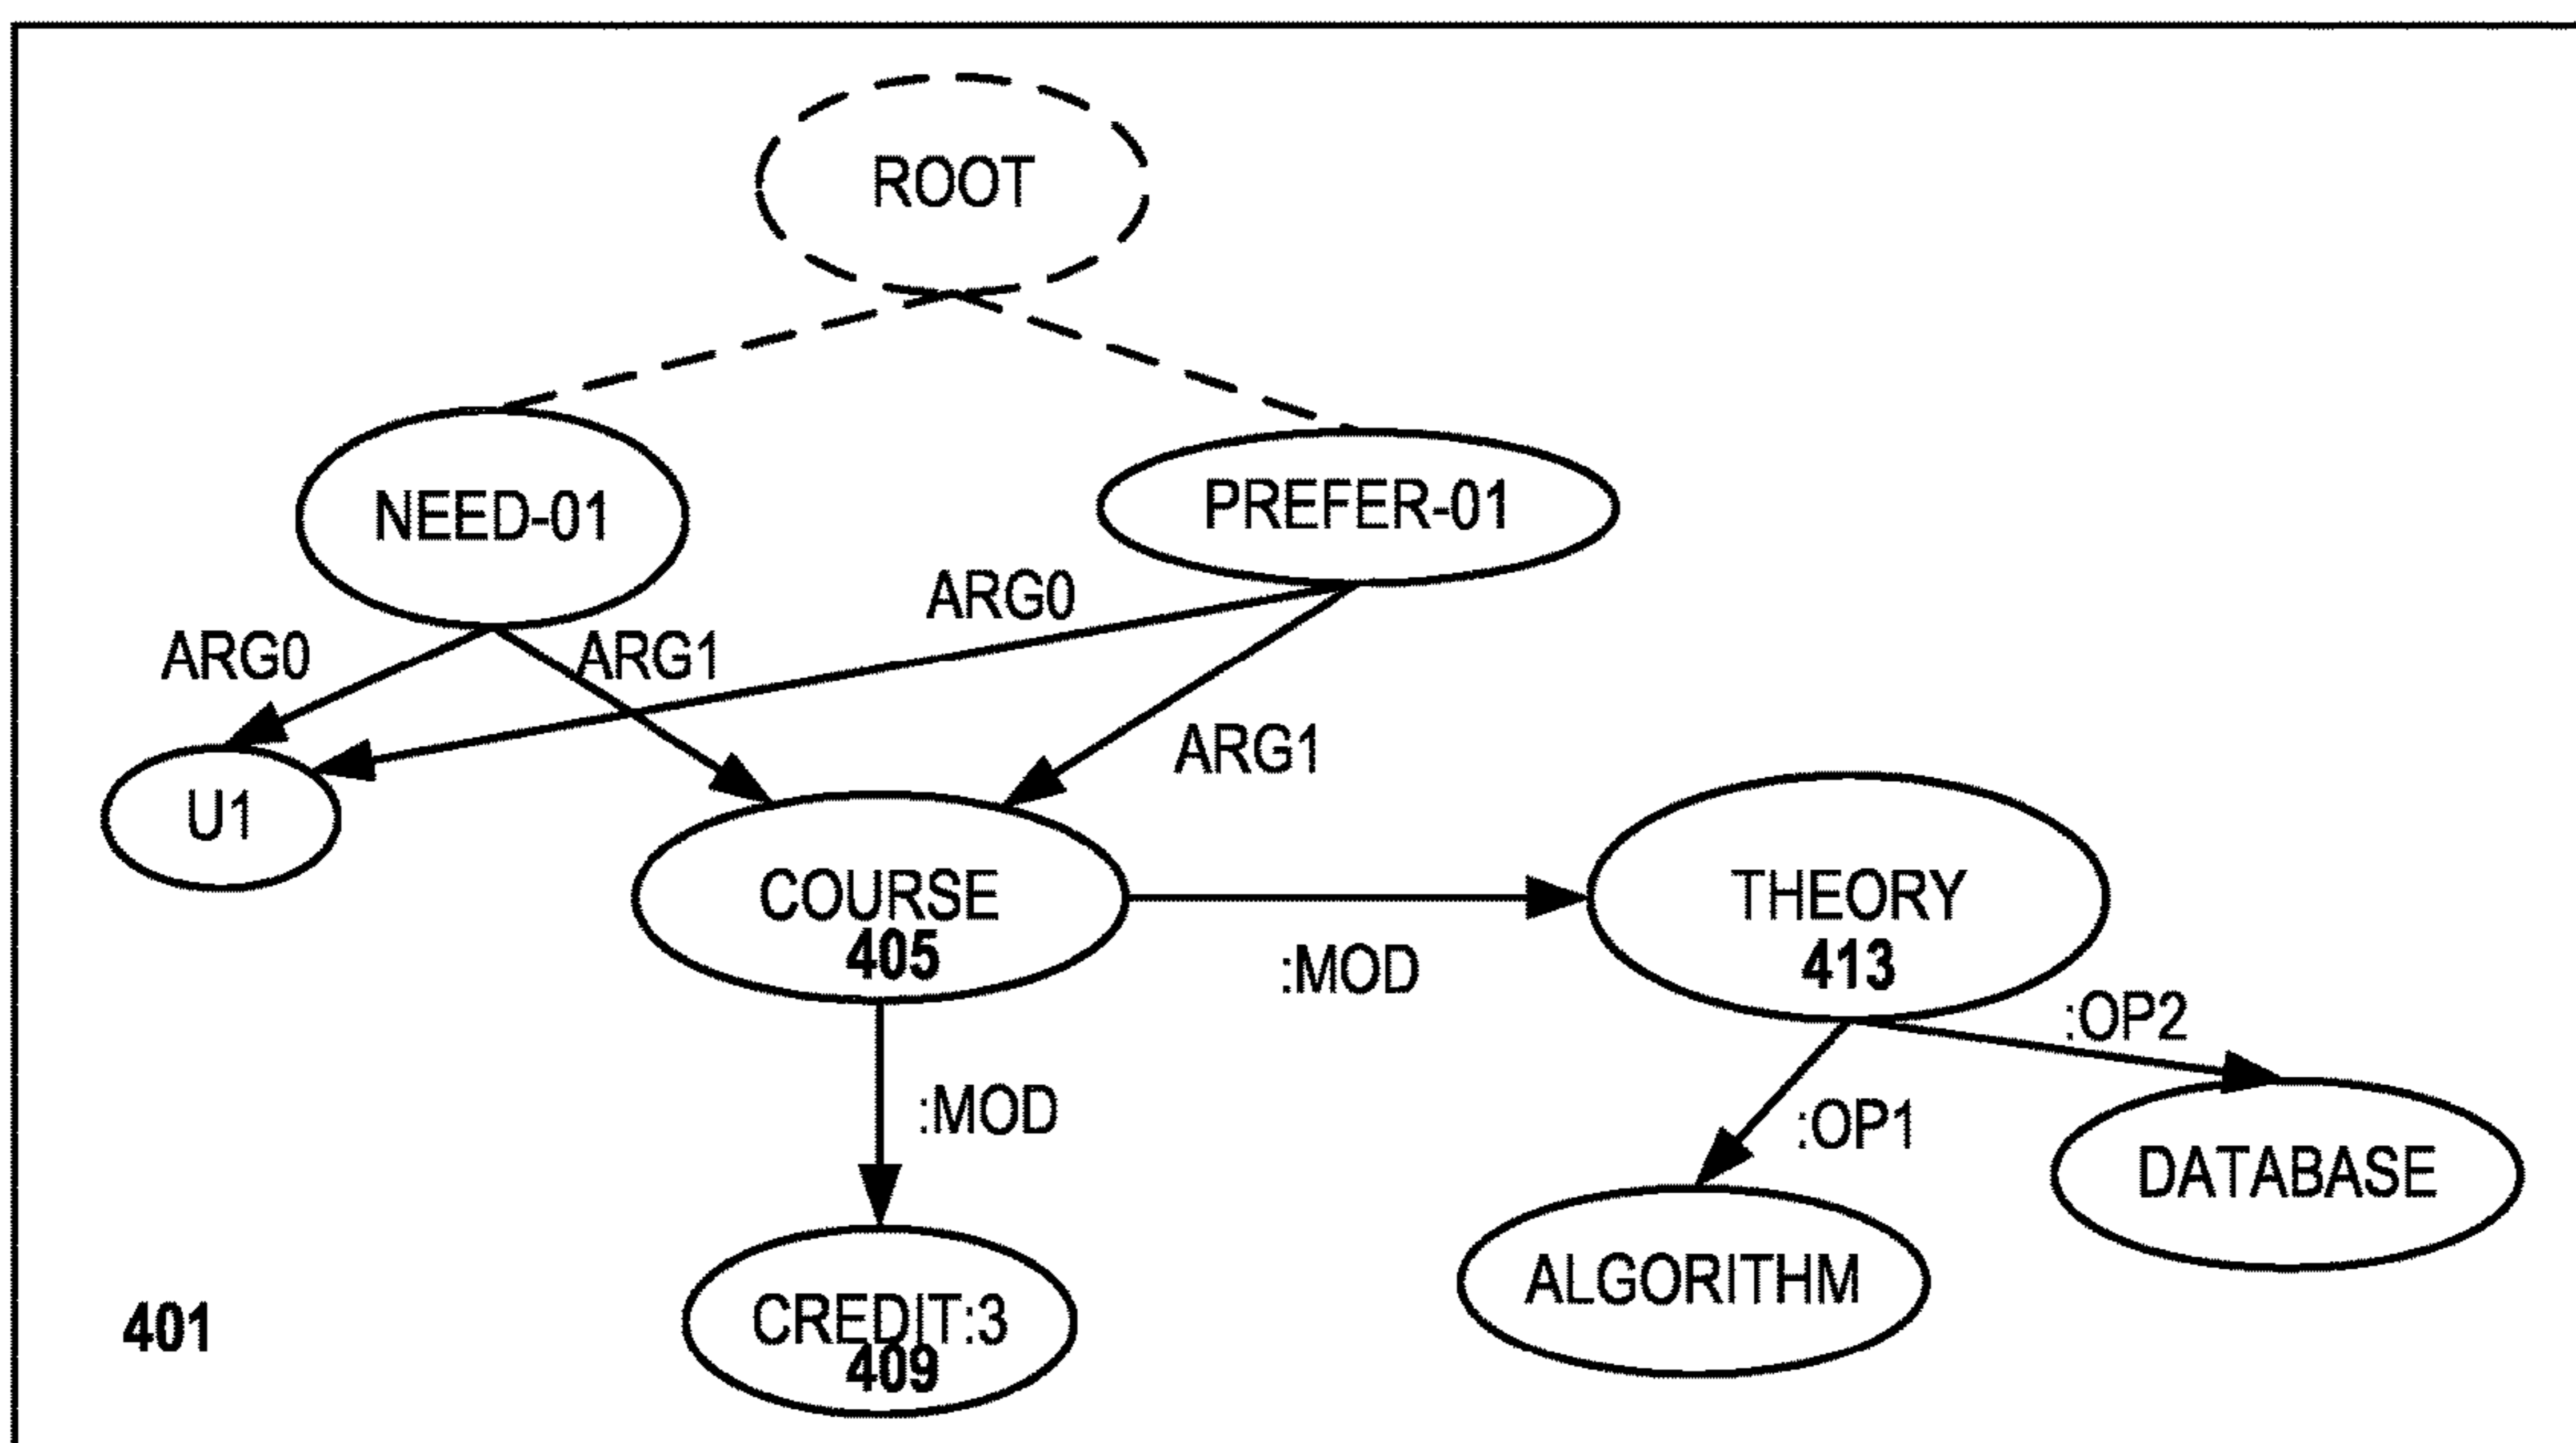 ROOT
NEED-01
PREFER-01
ARG0
ARG0
ARG1
ARG1
U1
COURSE
405
THEORY
413
:MOD
:OP2
:MOD
:OP1
DATABASE
ALGORITHM
CREDIT:3
409
401